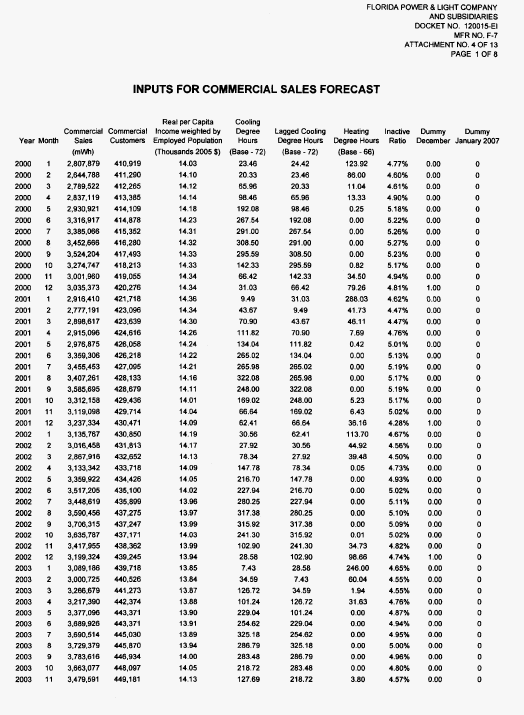 FLORIDA POWER & LIGHT COMPANY
AND SUBSIDIARIES
DOCKET NO. 120015-EI
MFR NO. F-7
ATTACHMENT NO. 4 OF 13
PAGE 1 OF 8
INPUTS FOR COMMERCIAL SALES FORECAST
Real per Capita Cooling
Commercial Commercial Income weighted by Degree Lagged Cooling Heating Inactive Dummy Dummy
Year Month Sales Customers Employed Population Hours Degree Hours Degree Hours Ratio December January 2007
(mWh) (Thousands 2005 $) (Base - 72) (Base - 72) (Base - 66)
2000 1 2,807,879 410,919 14.03 23.46 24.42 123.92 4.77% 0.00 0
2000 2 2,644,788 411,290 14.10 20.33 23.46 86.00 4.60% 0.00 0
2000 3 2,789,522 412,265 14.12 65.96 20.33 11.04 4.61% 0.00 0
2000 4 2,837,119 413,385 14.14 98.46 65.96 13.33 4.90% 0.00 0
2000 5 2,930,921 414,109 14.18 192.08 98.46 0.25 5.18% 0.00 0
2000 6 3,316,917 414,878 14.23 267.54 192.08 0.00 5.22% 0.00 0
2000 7 3,385,066 415,352 14.31 291.00 267.54 0.00 5.26% 0.00 0
2000 8 3,452,666 416,280 14.32 308.50 291.00 0.00 5.27% 0.00 0
2000 9 3,524,204 417,493 14.33 295.59 308.50 0.00 5.23% 0.00 0
2000 10 3,274,747 418,213 14.33 142.33 295.59 0.82 5.17% 0.00 0
2000 11 3,001,960 419,055 14.34 66.42 142.33 34.50 4.94% 0.00 0
2000 12 3,035,373 420,276 14.34 31.03 66.42 79.26 4.81% 1.00 0
2001 1 2,916,410 421,718 14.36 9.49 31.03 288.03 4.62% 0.00 0
2001 2 2,777,191 423,096 14.34 43.67 9.49 41.73 4.47% 0.00 0
2001 3 2,898,617 423,639 14.30 70.90 43.67 46.11 4.47% 0.00 0
2001 4 2,915,096 424,616 14.26 111.82 70.90 7.69 4.76% 0.00 0
2001 5 2,976,875 426,058 14.24 134.04 111.82 0.42 5.01% 0.00 0
2001 6 3,359,306 426,218 14.22 265.02 134.04 0.00 5.13% 0.00 0
2001 7 3,455,453 427,095 14.21 265.98 265.02 0.00 5.19% 0.00 0
2001 8 3,407,261 428,133 14.16 322.08 265.98 0.00 5.17% 0.00 0
2001 9 3,585,695 428,679 14.11 248.00 322.08 0.00 5.19% 0.00 0
2001 10 3,312,158 429,436 14.01 169.02 248.00 5.23 5.17% 0.00 0
2001 11 3,119,098 429,714 14.04 66.64 169.02 6.43 5.02% 0.00 0
2001 12 3,237,334 430,471 14.09 62.41 66.64 36.16 4.28% 1.00 0
2002 1 3,135,767 430,850 14.19 30.56 62.41 113.70 4.67% 0.00 0
2002 2 3,016,458 431,813 14.17 27.92 30.56 44.92 4.56% 0.00 0
2002 3 2,867,916 432,652 14.13 78.34 27.92 39.48 4.50% 0.00 0
2002 4 3,133,342 433,718 14.09 147.78 78.34 0.05 4.73% 0.00 0
2002 5 3,359,922 434,426 14.05 216.70 147.78 0.00 4.93% 0.00 0
2002 6 3,517,205 435,100 14.02 227.94 216.70 0.00 5.02% 0.00 0
2002 7 3,448,619 435,899 13.96 280.25 227.94 0.00 5.11% 0.00 0
2002 8 3,590,456 437,275 13.97 317.38 280.25 0.00 5.10% 0.00 0
2002 9 3,706,315 437,247 13.99 315.92 317.38 0.00 5.09% 0.00 0
2002 10 3,635,787 437,171 14.03 241.30 315.92 0.01 5.02% 0.00 0
2002 11 3,417,955 438,362 13.99 102.90 241.30 34.73 4.82% 0.00 0
2002 12 3,199,324 439,245 13.94 28.58 102.90 98.66 4.74% 1.00 0
2003 1 3,089,186 439,718 13.85 7.43 28.58 246.00 4.65% 0.00 0
2003 2 3,000,725 440,526 13.84 34.59 7.43 60.04 4.55% 0.00 0
2003 3 3,266,679 441,273 13.87 126.72 34.59 1.94 4.55% 0.00 0
2003 4 3,217,390 442,374 13.88 101.24 126.72 31.63 4.76% 0.00 0
2003 5 3,377,096 443,371 13.90 229.04 101.24 0.00 4.87% 0.00 0
2003 6 3,689,926 443,371 13.91 254.62 229.04 0.00 4.94% 0.00 0
2003 7 3,690,514 445,030 13.89 325.18 254.62 0.00 4.95% 0.00 0
2003 8 3,729,379 445,870 13.94 286.79 325.18 0.00 5.00% 0.00 0
2003 9 3,783,616 446,934 14.00 283.48 286.79 0.00 4.96% 0.00 0
2003 10 3,663,077 448,097 14.05 218.72 283.48 0.00 4.80% 0.00 0
2003 11 3,479,591 449,181 14.13 127.69 218.72 3.80 4.57% 0.00 0